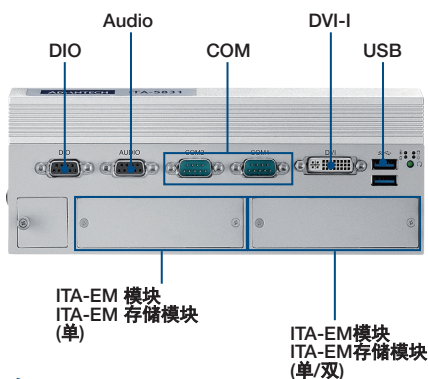 Audio
DVI-I
DIO
COM
USB
ADVANTECH ITA-5831
DIO
AUDIO
COM2
COM1
DVI
ITA-EM 模块
ITA-EM 存储模块
(单)
ITA-EM模块
ITA-EM存储模块
(单/双)